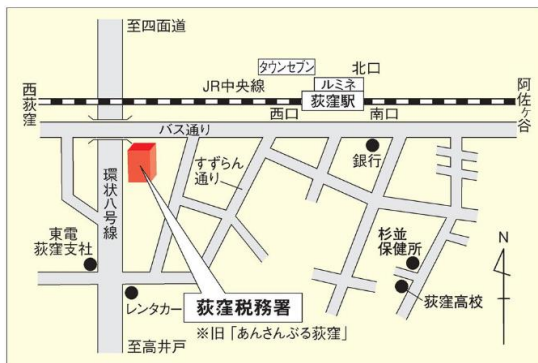 至四面道
タウンセブン
北口
JR中央線
ルミネ
荻窪駅
西荻窪
阿佐ヶ谷
西口
南口
バス通り
銀行
すずらん
通り
環状八号線
東電
荻窪支社
杉並
保健所
N
荻窪高校
レンタカー
荻窪税務署
※旧「あんさんぶる荻窪」
至高井戸